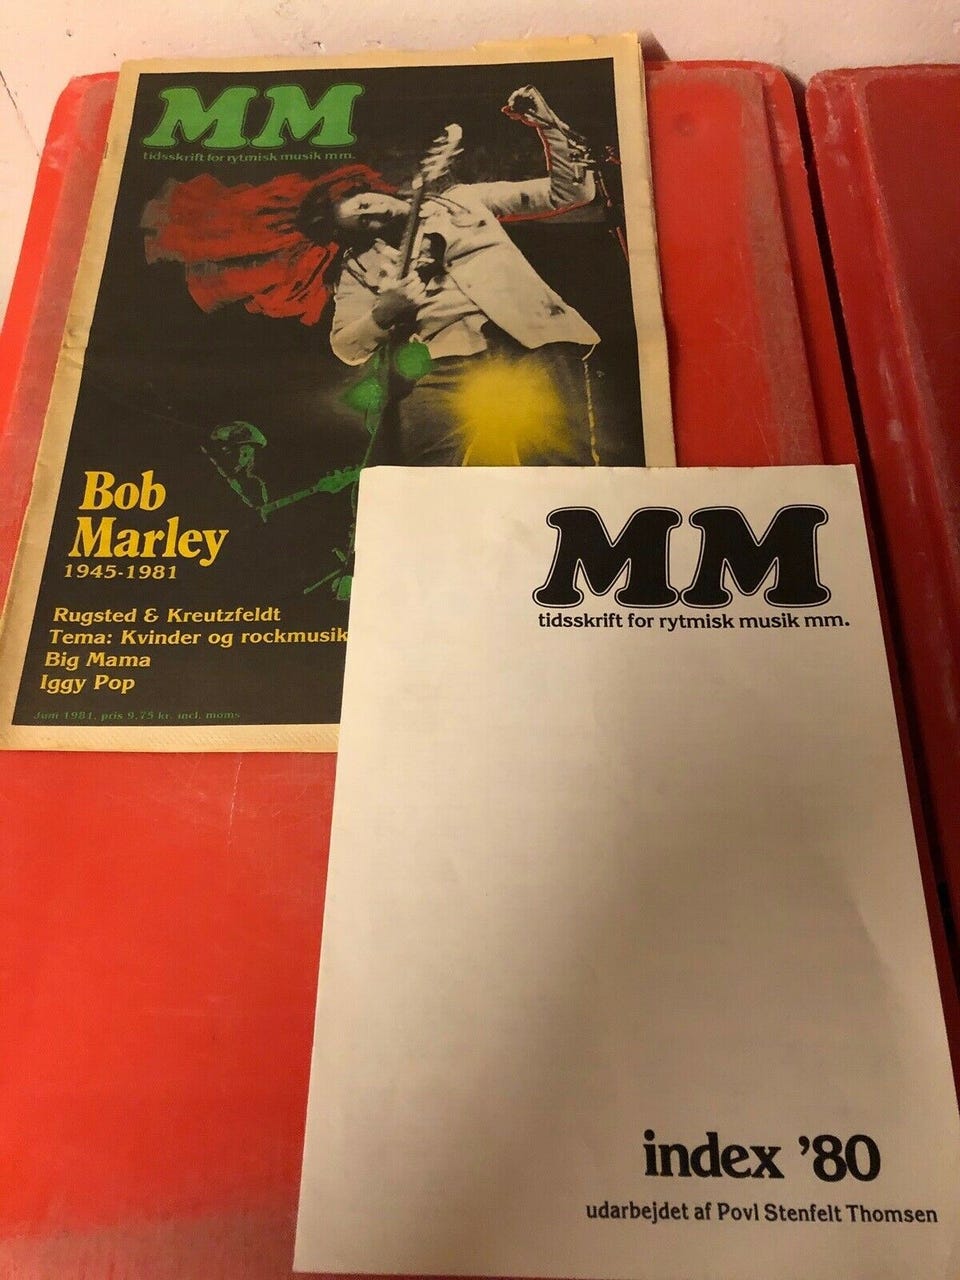 MM
tidsskrift for rytmisk musik mm.
Bob
Marley
1945-1981
Rugsted & Kreutzfeldt
Tema: Kvinder og rockmusik
Big Mama
Iggy Pop
Juni 1981, pris 9,75 kr. incl. moms
MM
tidsskrift for rytmisk musik mm.
index '80
udarbejdet af Povl Stenfelt Thomsen